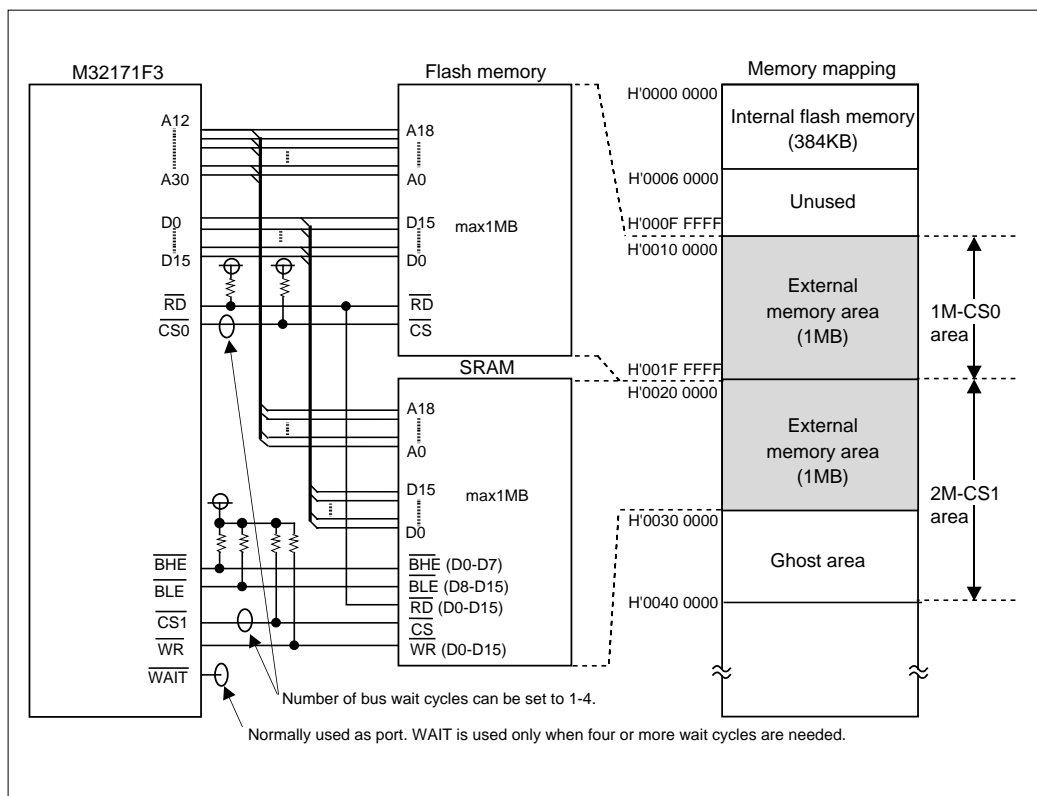 M32171F3
A12
A30
D0
D15
RD
CS0
BHE
BLE
CS1
WR
WAIT
Flash memory
A18
A0
D15
D0
max1MB
RD
CS
SRAM
A18
A0
D15
D0
max1MB
BHE (D0-D7)
BLE (D8-D15)
RD (D0-D15)
CS
WR (D0-D15)
Number of bus wait cycles can be set to 1-4.
Normally used as port. WAIT is used only when four or more wait cycles are needed.
Memory mapping
H'0000 0000
Internal flash memory
(384KB)
H'0006 0000
Unused
H'000F FFFF
H'0010 0000
External
memory area
(1MB)
1M-CS0
area
H'001F FFFF
H'0020 0000
External
memory area
(1MB)
2M-CS1
area
H'0030 0000
Ghost area
H'0040 0000